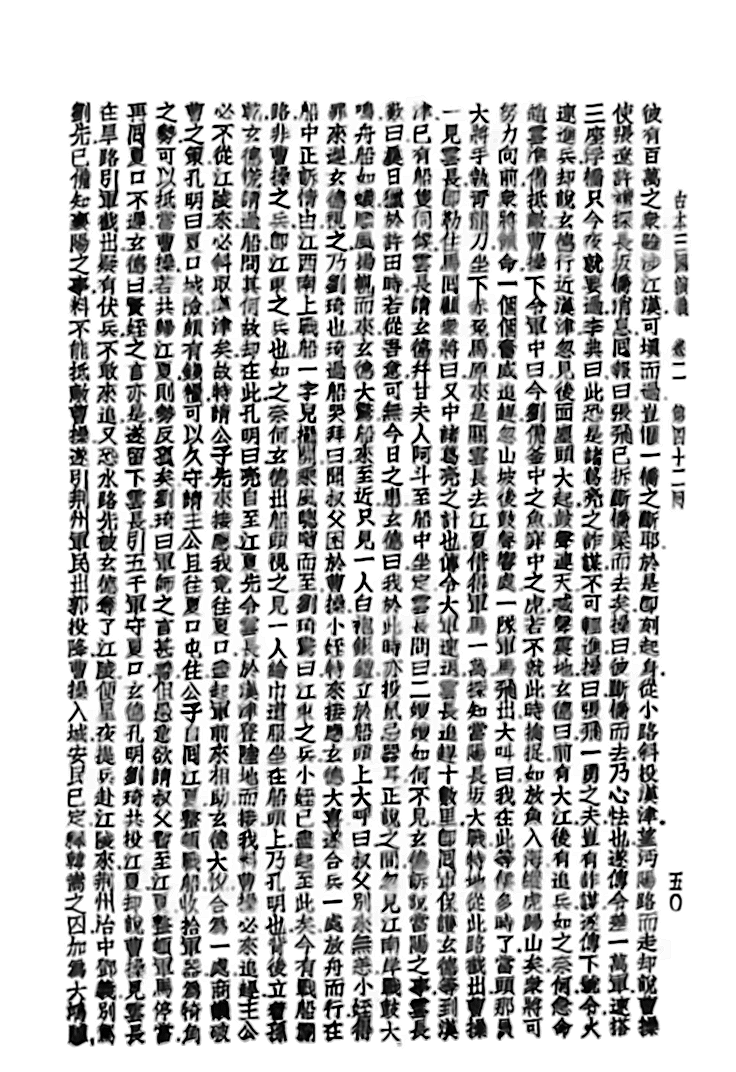 古本三國演義　卷二　第四十二回
五〇
彼有百萬之衆雖涉江漢可塡而過豈懼一橋之斷耶於是卽刻起身從小路斜投漢津望沔陽路而走却說曹操
使張遼許褚探長坂橋消息回報曰張飛已拆斷橋梁而去矣操曰彼斷橋而去乃心怯也遂傳令差一萬軍速搭
三座浮橋只今夜就要過李典曰此恐是諸葛亮之詐謀不可輕進操曰張飛一勇之夫豈有詐謀遂傳下號令火
速進兵却說玄德行近漢津忽見後面塵頭大起鼓聲連天喊聲震地玄德曰前有大江後有追兵如之奈何急命
趙雲準備抵敵曹操下令軍中曰今劉備釜中之魚穽中之虎若不就此時擒捉如放魚入海縱虎歸山矣衆將可
努力向前衆將領命一個個奮威追趕忽山坡後鼓聲響處一隊軍馬飛出大叫曰我在此等候多時了當頭那員
大將手執靑龍刀坐下赤兔馬原來是關雲長去江夏借得軍馬一萬探知當陽長坂大戰特地從此路截出曹操
一見雲長卽勒住馬回顧衆將曰又中諸葛亮之計也傳令大軍速退雲長追趕十數里卽回軍保護玄德等到漢
津已有船隻伺候雲長請玄德幷甘夫人阿斗至船中坐定雲長問曰二嫂嫂如何不見玄德訴說當陽之事雲長
歎曰曩日獵於許田時若從吾意可無今日之患玄德曰我於此時亦投鼠忌器耳正說之間忽見江南岸戰鼓大
鳴舟船如蟻順風揚帆而來玄德大驚船來至近只見一人白袍銀鎧立於船頭上大呼曰叔父別來無恙小姪得
罪來遲玄德視之乃劉琦也琦過船哭拜曰聞叔父困於曹操小姪特來接應玄德大喜遂合兵一處放舟而行在
船中正訴情由江西南上戰船一字兒擺開乘風唿哨而至劉琦驚曰江東之兵小姪已盡起至此矣今有戰船攔
路非曹操之兵卽江東之兵也如之奈何玄德出船頭視之見一人綸巾道服坐在船頭上乃孔明也背後立着孫
乾玄德慌請過船問其何故却在此孔明曰亮自至江夏先令雲長於漢津登陸地而接我料曹操必來追趕主公
必不從江陵來必斜取漢津矣故特請公子先來接應我竟往夏口盡起軍前來相助玄德大悅合爲一處商議破
曹之策孔明曰夏口城險頗有錢糧可以久守請主公且往夏口屯住公子自回江夏整頓戰船收拾軍器爲犄角
之勢可以抵當曹操若共歸江夏則勢反孤矣劉琦曰軍師之言甚善但愚意欲請叔父暫至江夏整頓軍馬停當
再回夏口不遲玄德曰賢姪之言亦是遂留下雲長引五千軍守夏口玄德孔明劉琦共投江夏却說曹操見雲長
在旱路引軍截出疑有伏兵不敢來追又恐水路先被玄德奪了江陵便星夜提兵赴江陵來荆州治中鄧義別駕
劉先已備知襄陽之事料不能抵敵曹操遂引荆州軍民出郭投降曹操入城安民已定釋韓嵩之囚加爲大鴻臚